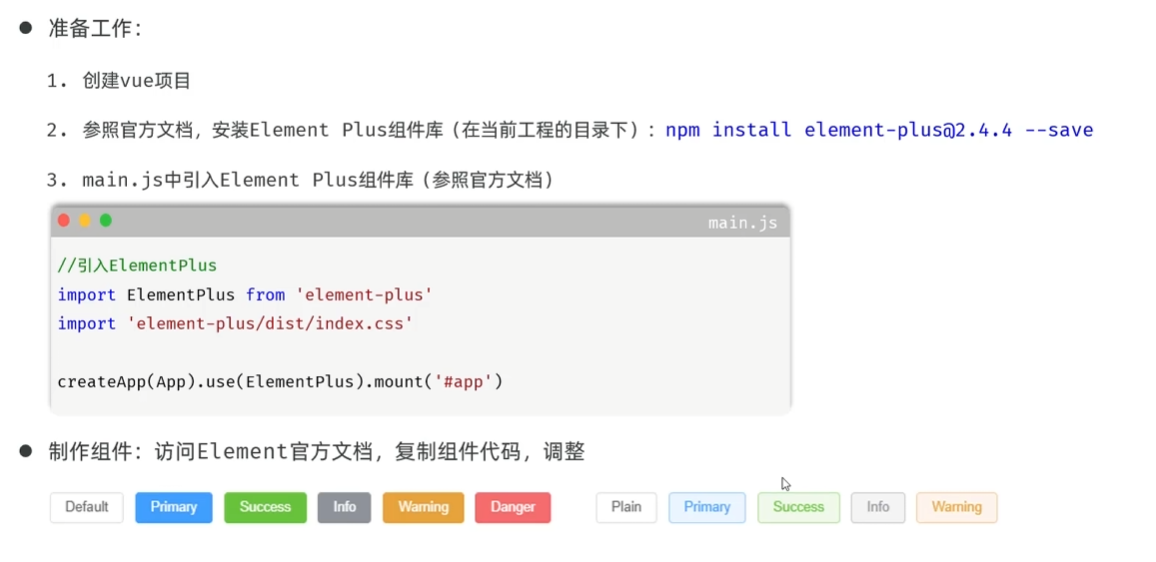 ● 准备工作：
1. 创建vue项目
2. 参照官方文档，安装Element Plus组件库（在当前工程的目录下）：npm install element-plus@2.4.4 --save
3. main.js中引入Element Plus组件库（参照官方文档）
main.js
//引入ElementPlus
import ElementPlus from 'element-plus'
import 'element-plus/dist/index.css'
createApp(App).use(ElementPlus).mount('#app')
● 制作组件：访问Element官方文档，复制组件代码，调整
Default Primary Success Info Warning Danger Plain Primary Success Info Warning